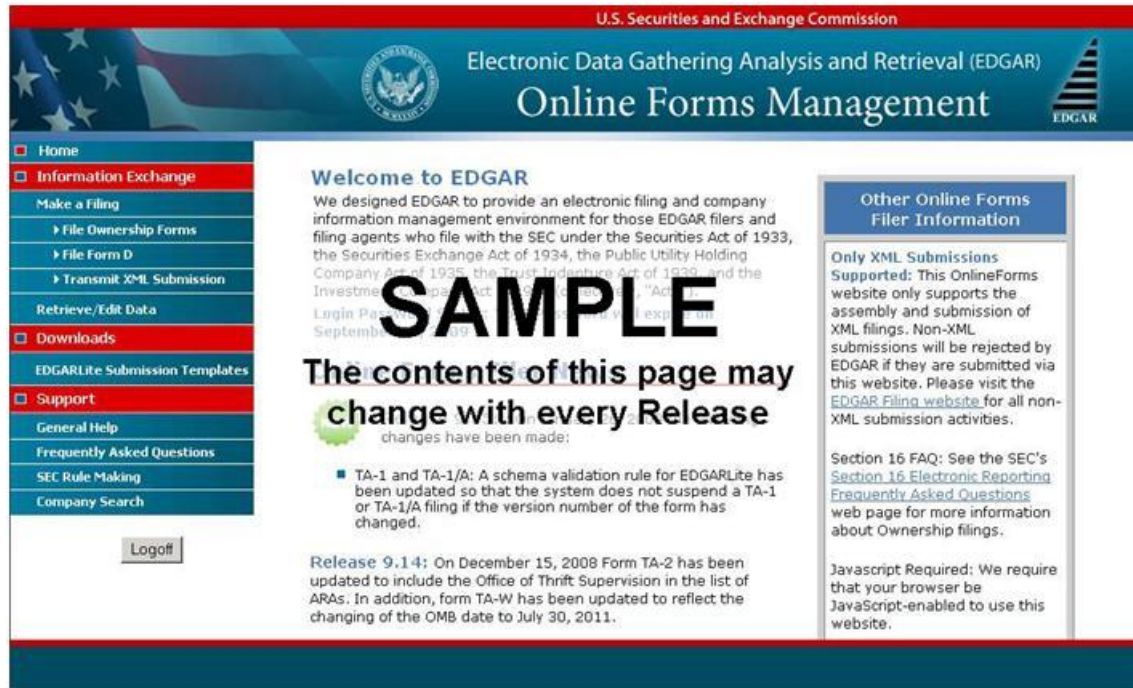 U.S. Securities and Exchange Commission
Electronic Data Gathering Analysis and Retrieval (EDGAR)
Online Forms Management
EDGAR
Home
Information Exchange
Make a Filing
File Ownership Forms
File Form D
Transmit XML Submission
Retrieve/Edit Data
Downloads
EDGARLite Submission Templates
Support
General Help
Frequently Asked Questions
SEC Rule Making
Company Search
Logoff
Welcome to EDGAR
We designed EDGAR to provide an electronic filing and company
information management environment for those EDGAR filers and
filing agents who file with the SEC under the Securities Act of 1933,
the Securities Exchange Act of 1934, the Public Utility Holding
Company Act of 1935, the Trust Indenture Act of 1939, and the
Investment Company Act
Login
September 2009
SAMPLE
The contents of this page may
change with every Release
changes have been made:
TA-1 and TA-1/A: A schema validation rule for EDGARLite has
been updated so that the system does not suspend a TA-1
or TA-1/A filing if the version number of the form has
changed.
Release 9.14: On December 15, 2008 Form TA-2 has been
updated to include the Office of Thrift Supervision in the list of
ARAs. In addition, form TA-W has been updated to reflect the
changing of the OMB date to July 30, 2011.
Other Online Forms
Filer Information
Only XML Submissions
Supported: This OnlineForms
website only supports the
assembly and submission of
XML filings. Non-XML
submissions will be rejected by
EDGAR if they are submitted via
this website. Please visit the
EDGAR Filing website for all non-
XML submission activities.
Section 16 FAQ: See the SEC's
Section 16 Electronic Reporting
Frequently Asked Questions
web page for more information
about Ownership filings.
Javascript Required: We require
that your browser be
JavaScript-enabled to use this
website.